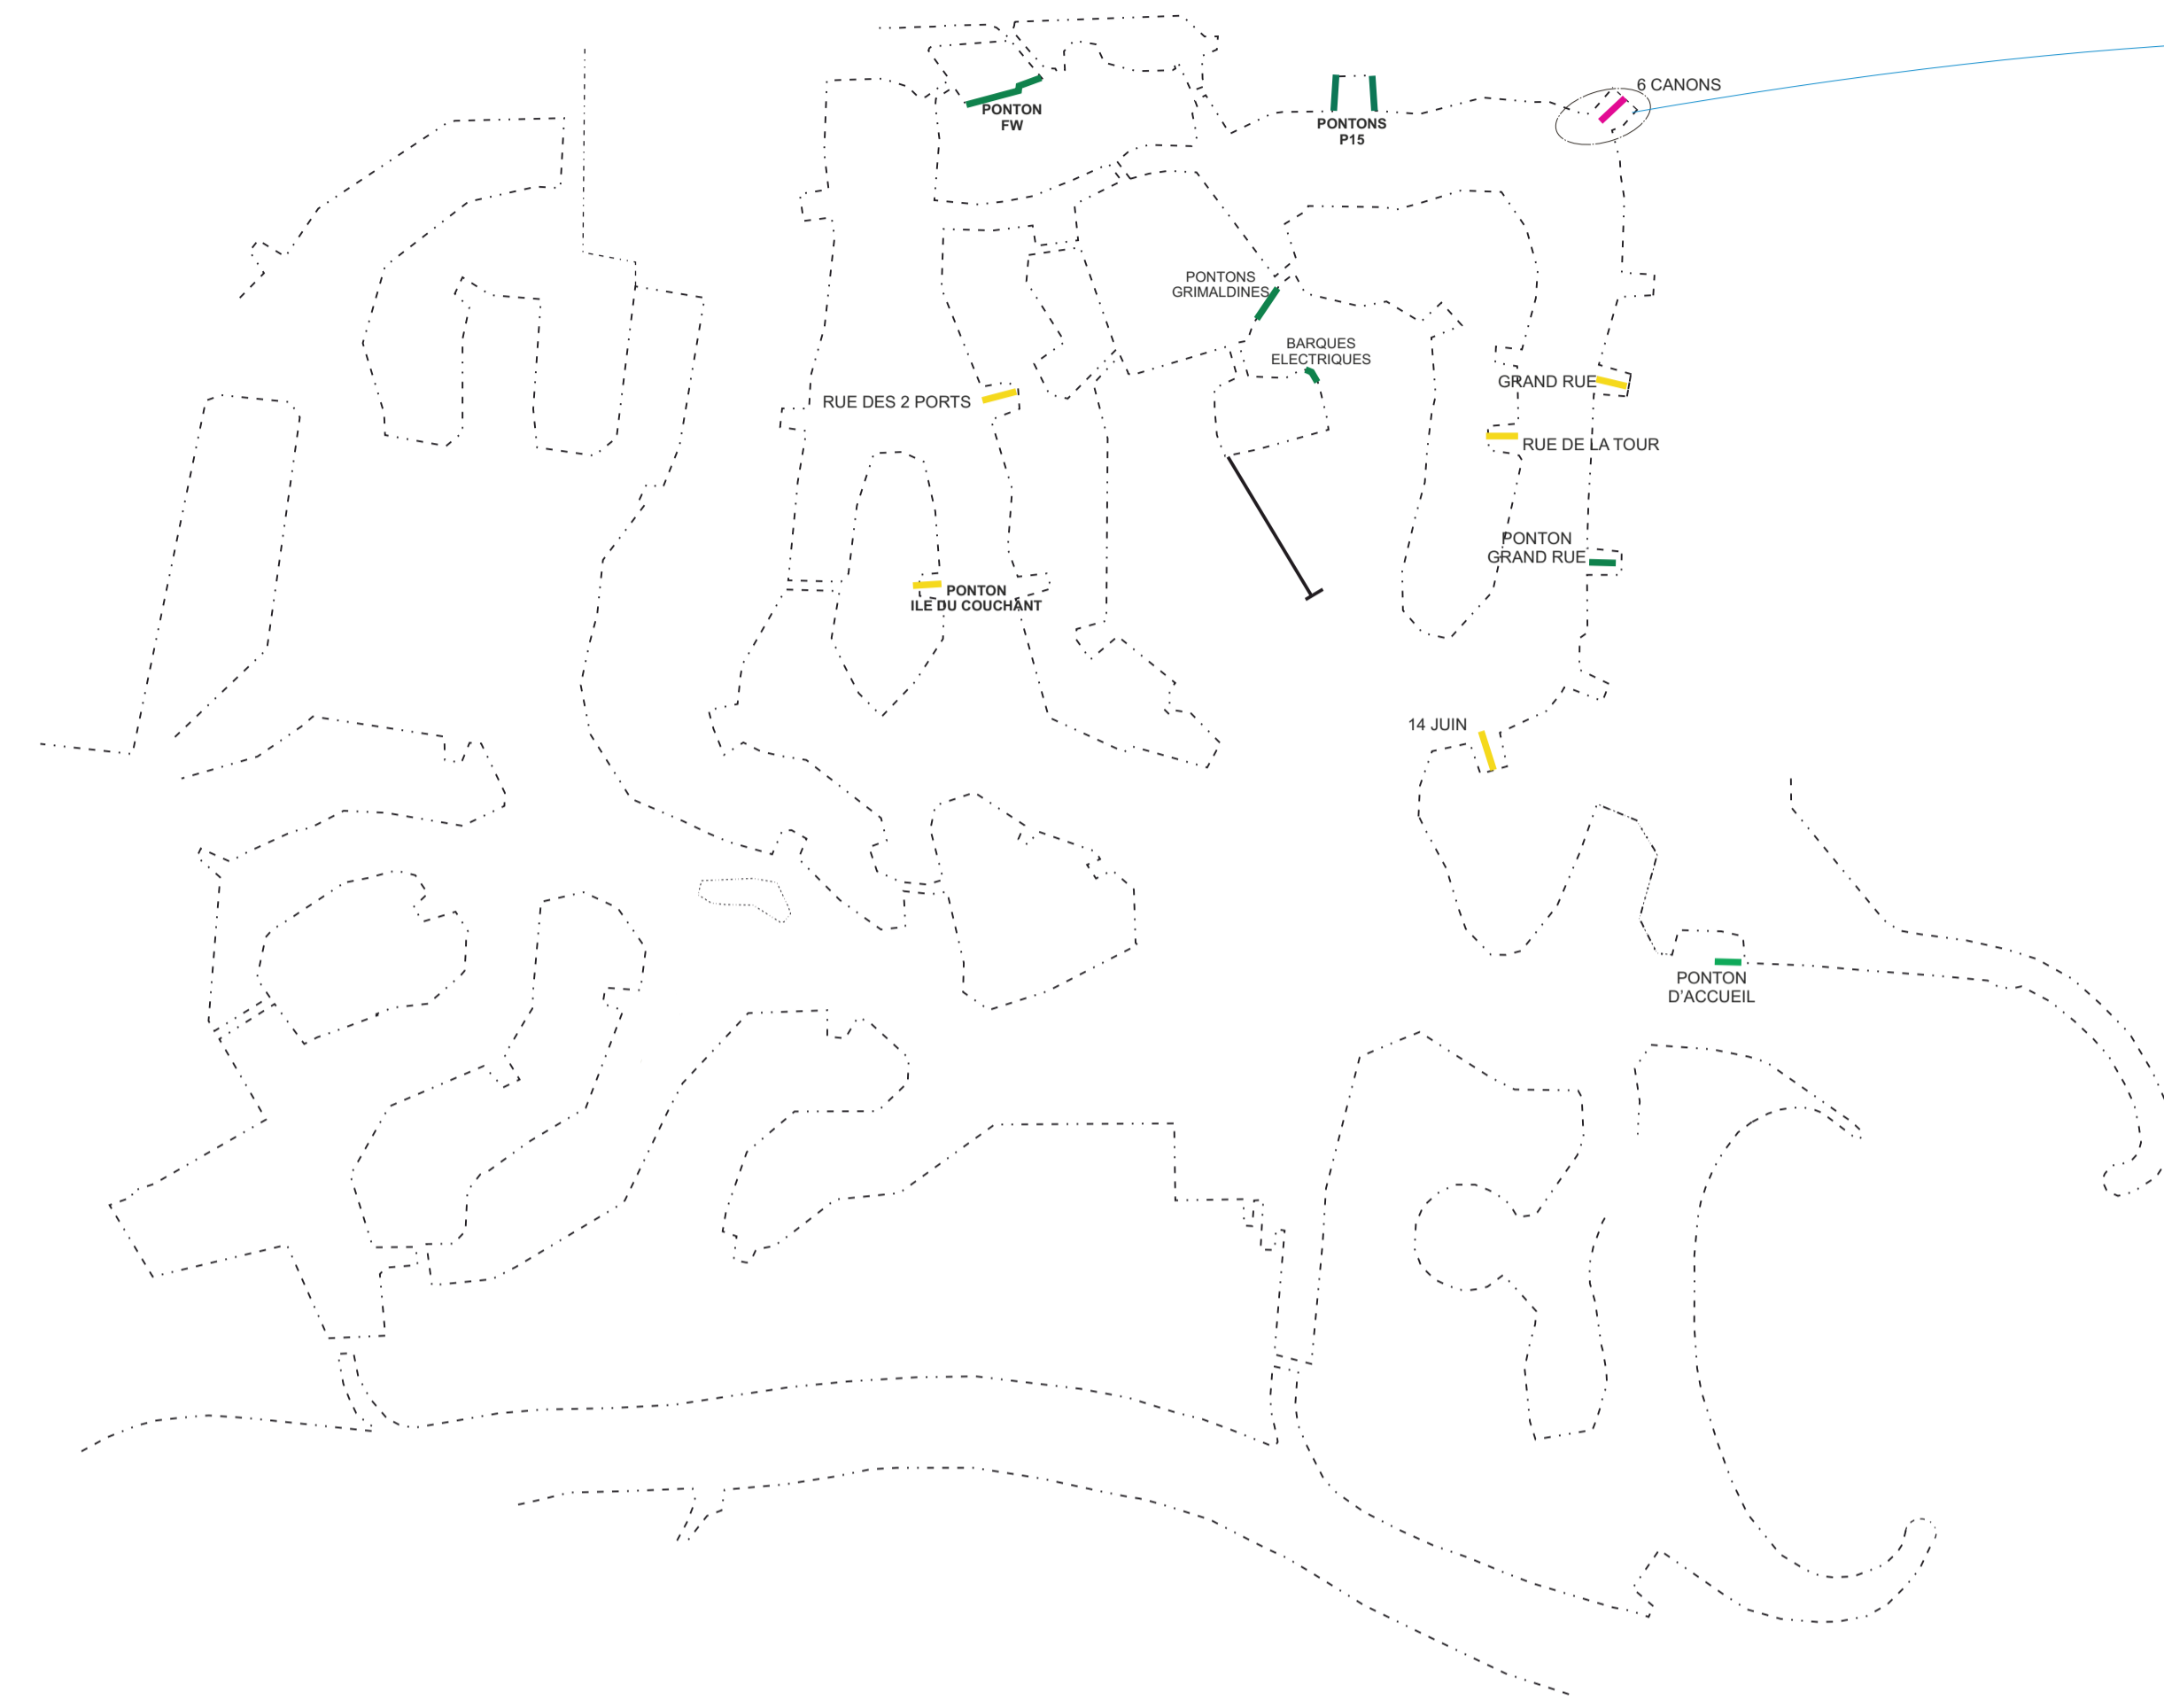 6 CANONS
PONTON
FW
PONTONS
P15
PONTONS
GRIMALDINES
BARQUES
ELECTRIQUES
GRAND RUE
RUE DES 2 PORTS
RUE DE LA TOUR
PONTON
GRAND RUE
PONTON
ILE DU COUCHANT
14 JUIN
PONTON
D'ACCUEIL